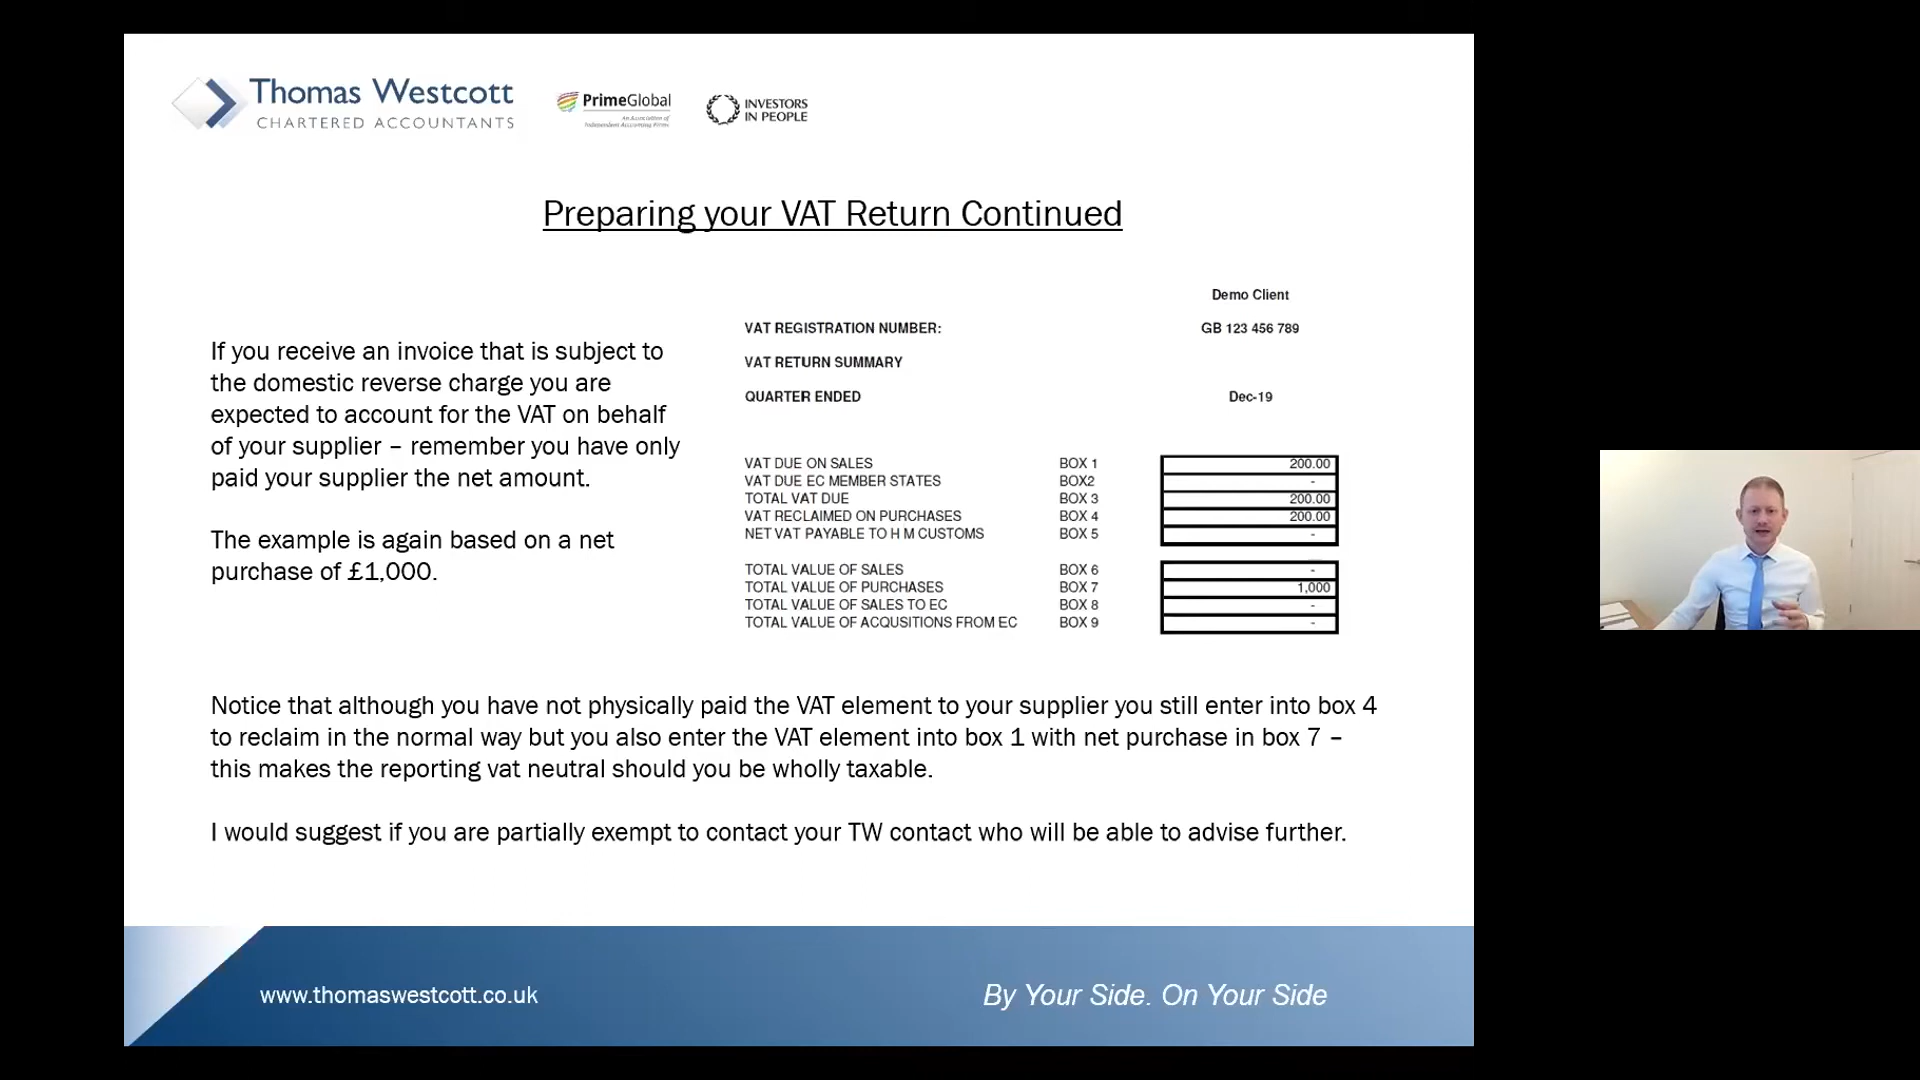 Thomas Westcott
CHARTERED ACCOUNTANTS
PrimeGlobal
An Association of
Independent Accounting Firms
INVESTORS
IN PEOPLE
Preparing your VAT Return Continued
If you receive an invoice that is subject to
the domestic reverse charge you are
expected to account for the VAT on behalf
of your supplier – remember you have only
paid your supplier the net amount.
The example is again based on a net
purchase of £1,000.
Demo Client
VAT REGISTRATION NUMBER: GB 123 456 789
VAT RETURN SUMMARY
QUARTER ENDED Dec-19
VAT DUE ON SALES BOX 1 200.00
VAT DUE EC MEMBER STATES BOX2 -
TOTAL VAT DUE BOX 3 200.00
VAT RECLAIMED ON PURCHASES BOX 4 200.00
NET VAT PAYABLE TO H M CUSTOMS BOX 5 -
TOTAL VALUE OF SALES BOX 6 -
TOTAL VALUE OF PURCHASES BOX 7 1,000
TOTAL VALUE OF SALES TO EC BOX 8 -
TOTAL VALUE OF ACQUSITIONS FROM EC BOX 9 -
Notice that although you have not physically paid the VAT element to your supplier you still enter into box 4
to reclaim in the normal way but you also enter the VAT element into box 1 with net purchase in box 7 –
this makes the reporting vat neutral should you be wholly taxable.
I would suggest if you are partially exempt to contact your TW contact who will be able to advise further.
www.thomaswestcott.co.uk
By Your Side. On Your Side